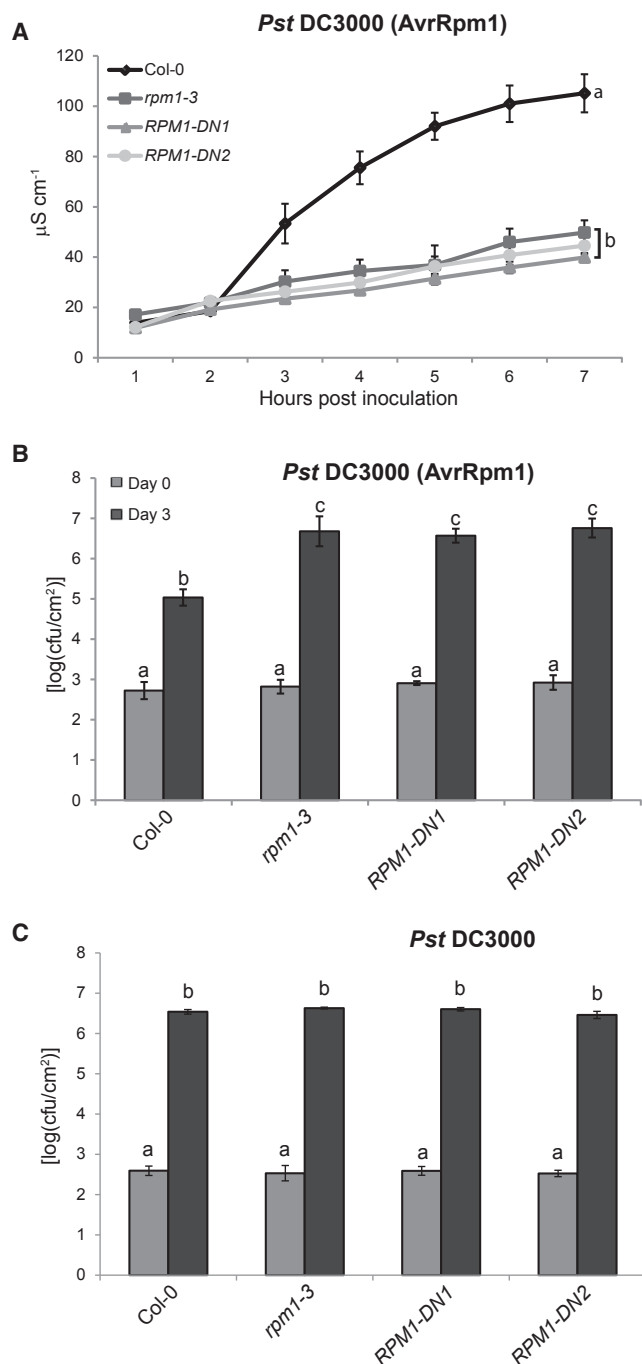 A
Pst DC3000 (AvrRpm1)
120
100
80
60
40
20
0
µS cm⁻¹
Col-0
rpm1-3
RPM1-DN1
RPM1-DN2
a
b
1 2 3 4 5 6 7
Hours post inoculation
B
Pst DC3000 (AvrRpm1)
8
7
6
5
4
3
2
1
0
[log(cfu/cm²)]
Day 0
Day 3
a b a c a c a c
Col-0 rpm1-3 RPM1-DN1 RPM1-DN2
C
Pst DC3000
8
7
6
5
4
3
2
1
0
[log(cfu/cm²)]
a b a b a b a b
Col-0 rpm1-3 RPM1-DN1 RPM1-DN2